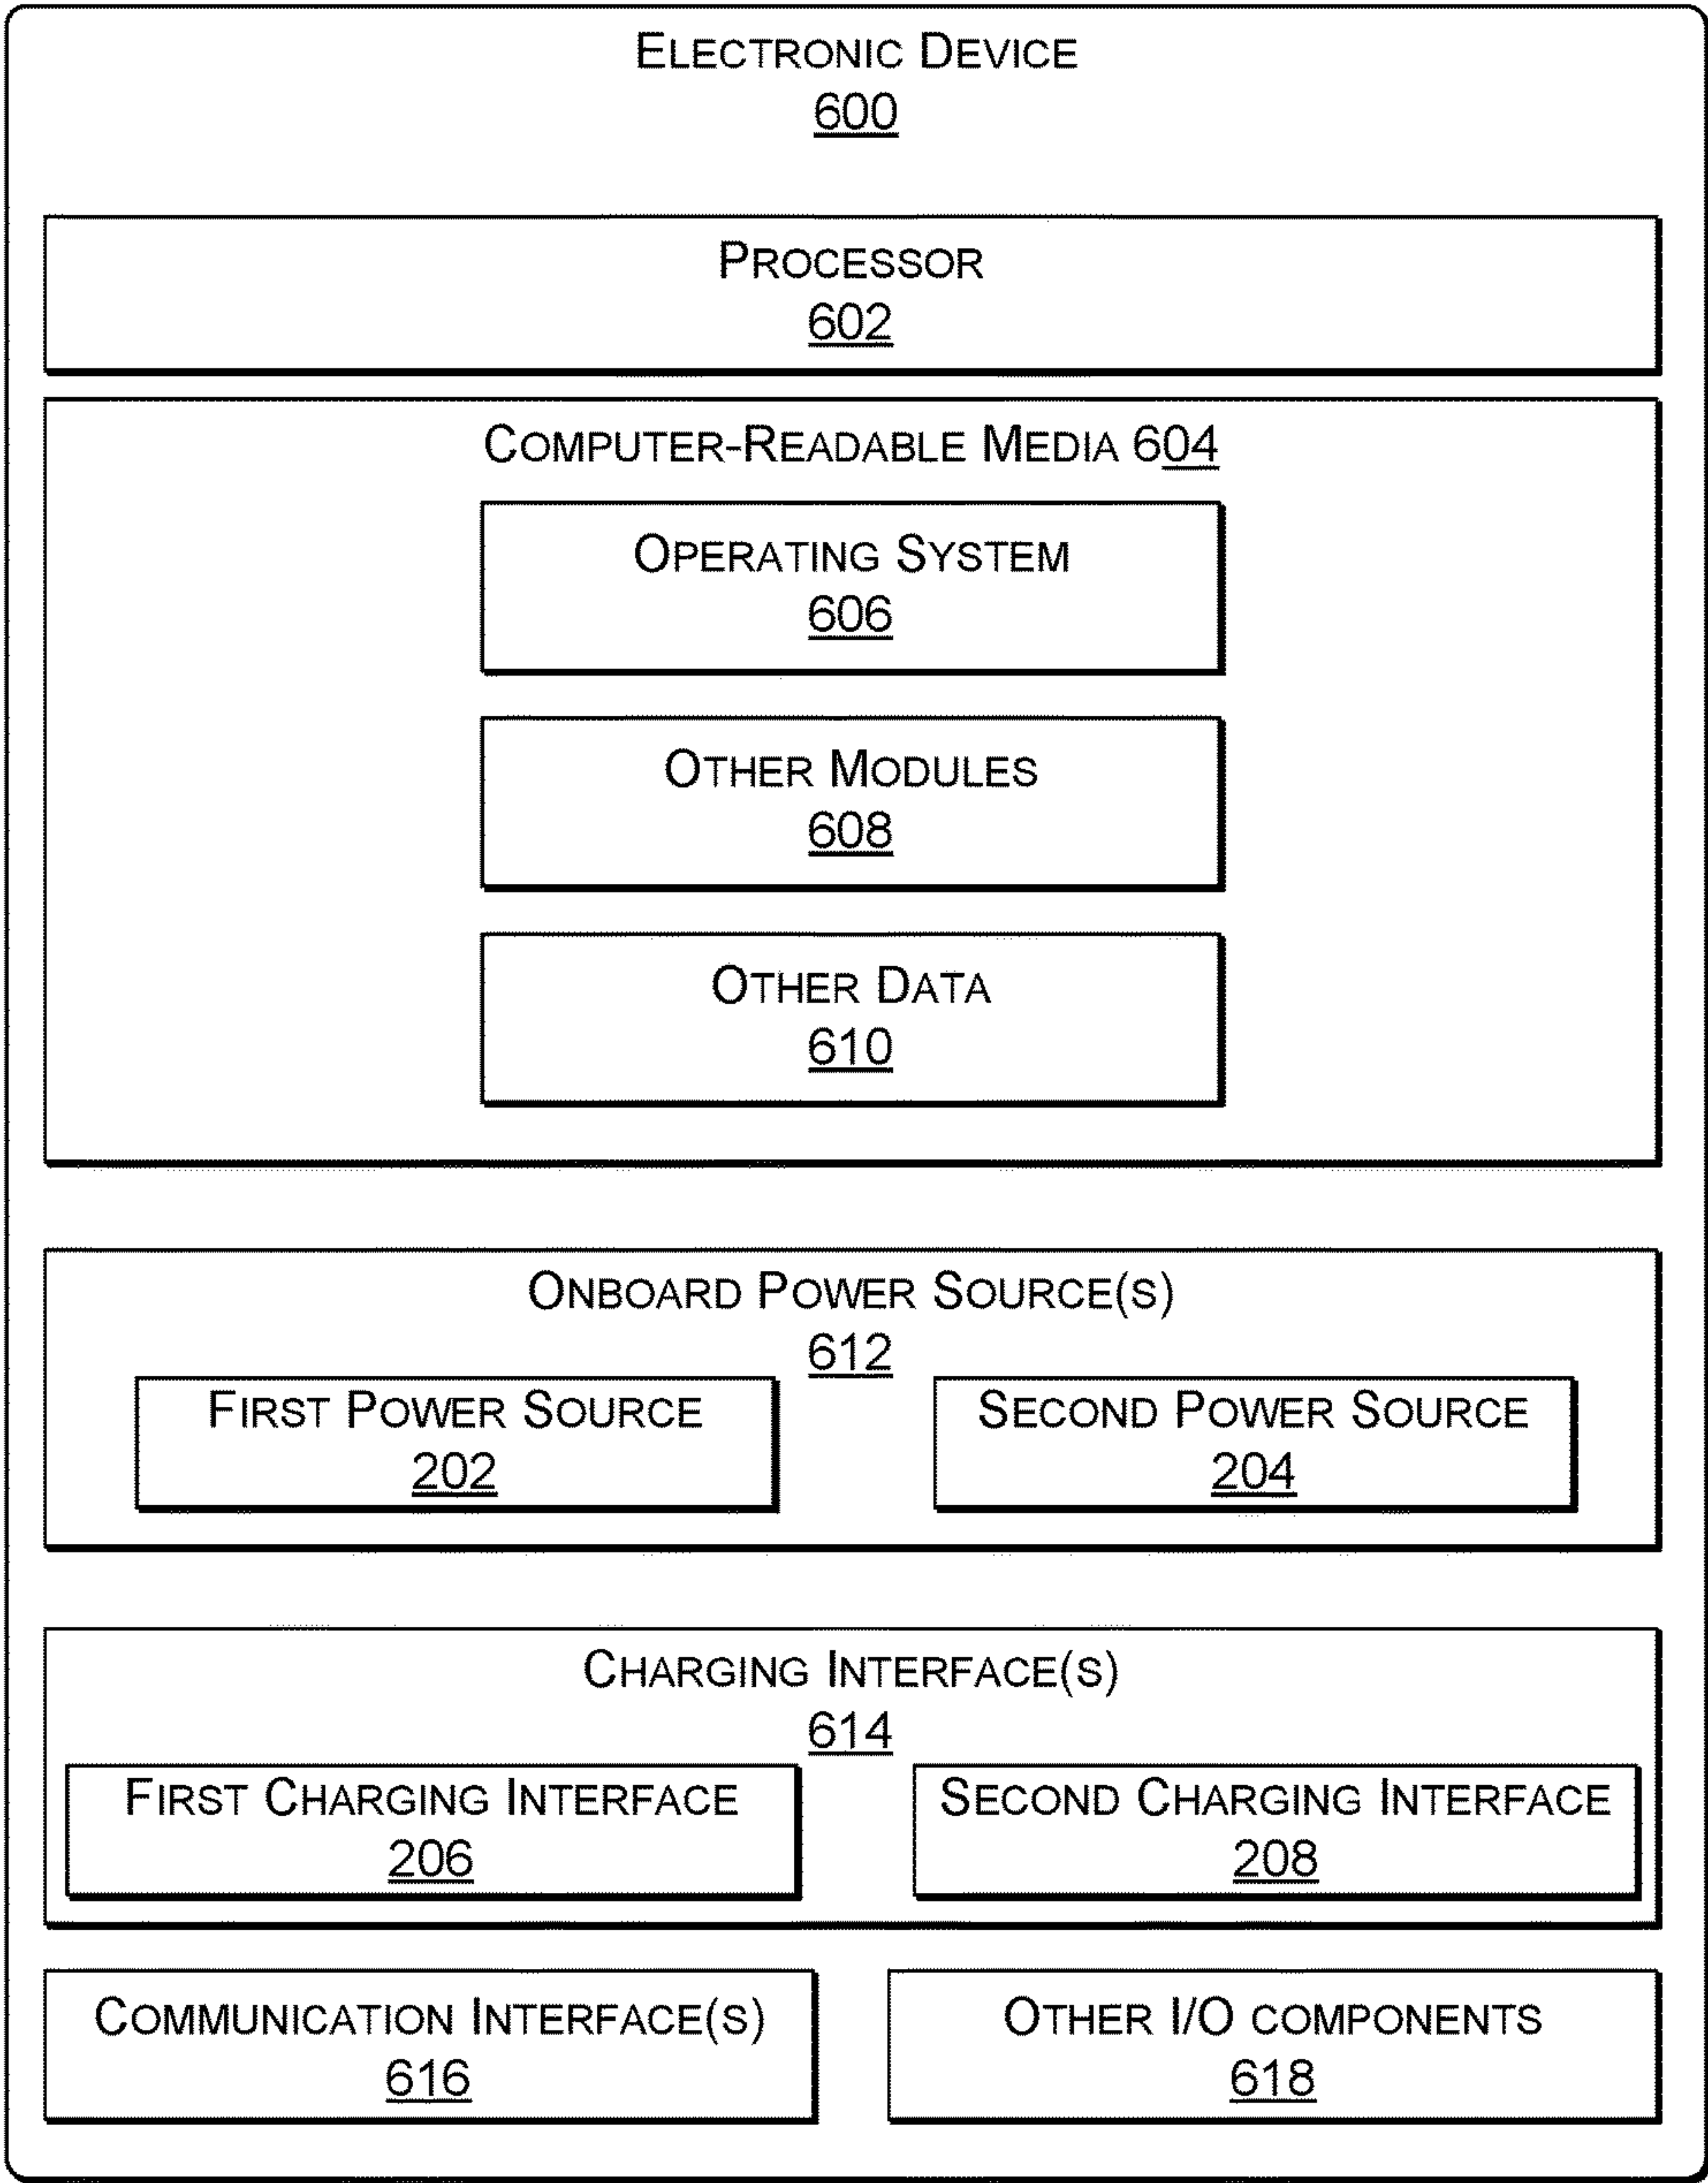 ELECTRONIC DEVICE
600
PROCESSOR
602
COMPUTER-READABLE MEDIA 604
OPERATING SYSTEM
606
OTHER MODULES
608
OTHER DATA
610
ONBOARD POWER SOURCE(S)
612
FIRST POWER SOURCE
202
SECOND POWER SOURCE
204
CHARGING INTERFACE(S)
614
FIRST CHARGING INTERFACE
206
SECOND CHARGING INTERFACE
208
COMMUNICATION INTERFACE(S)
616
OTHER I/O COMPONENTS
618